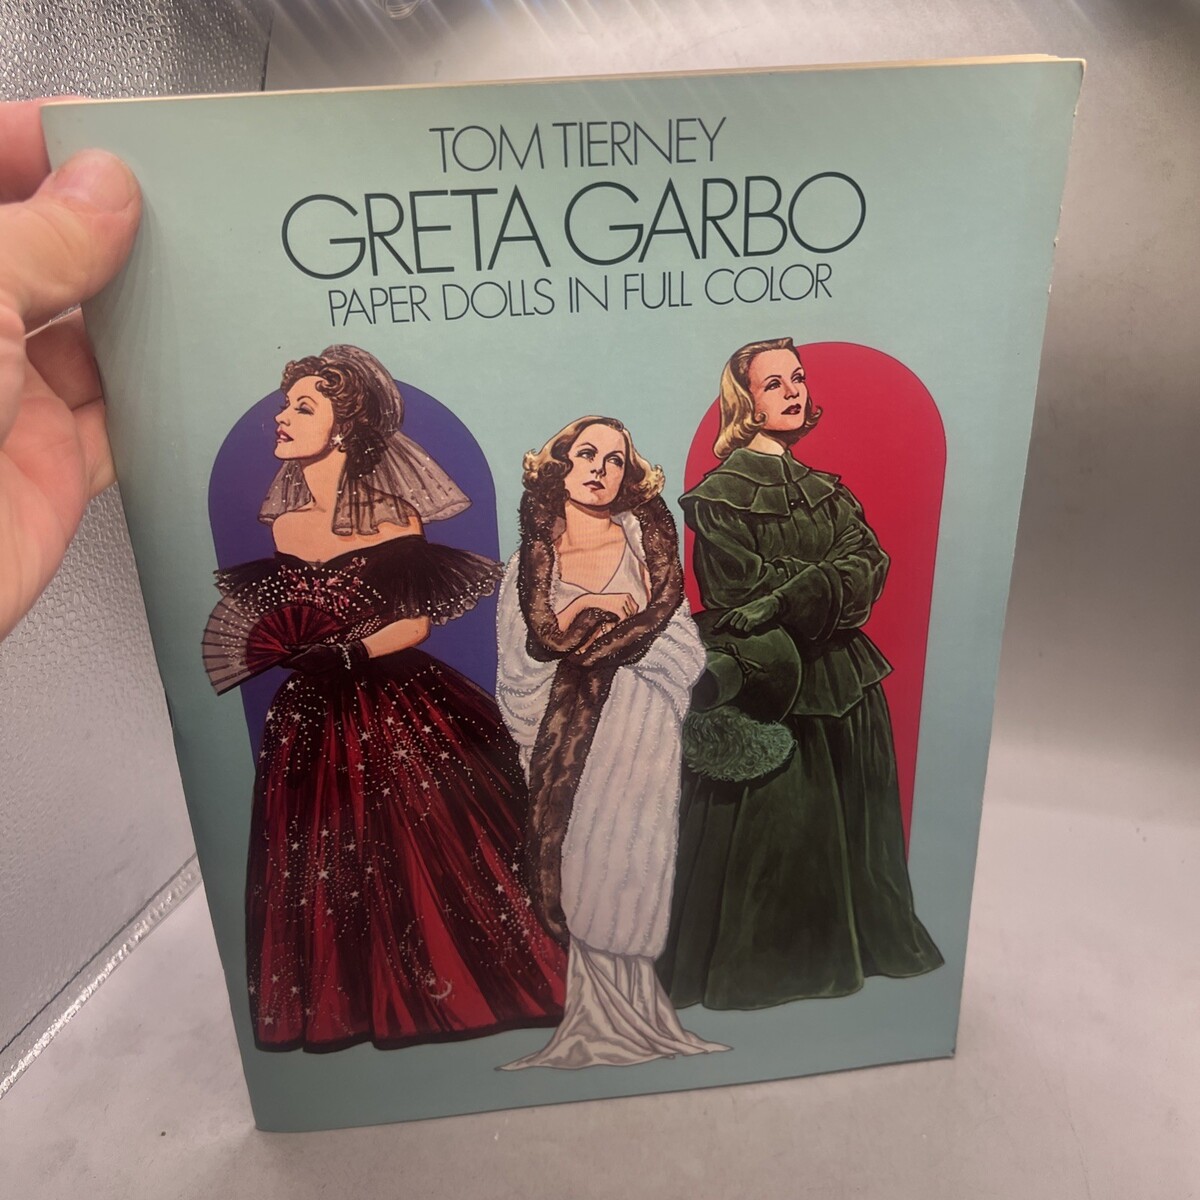 TOM TIERNEY
GRETA GARBO
PAPER DOLLS IN FULL COLOR